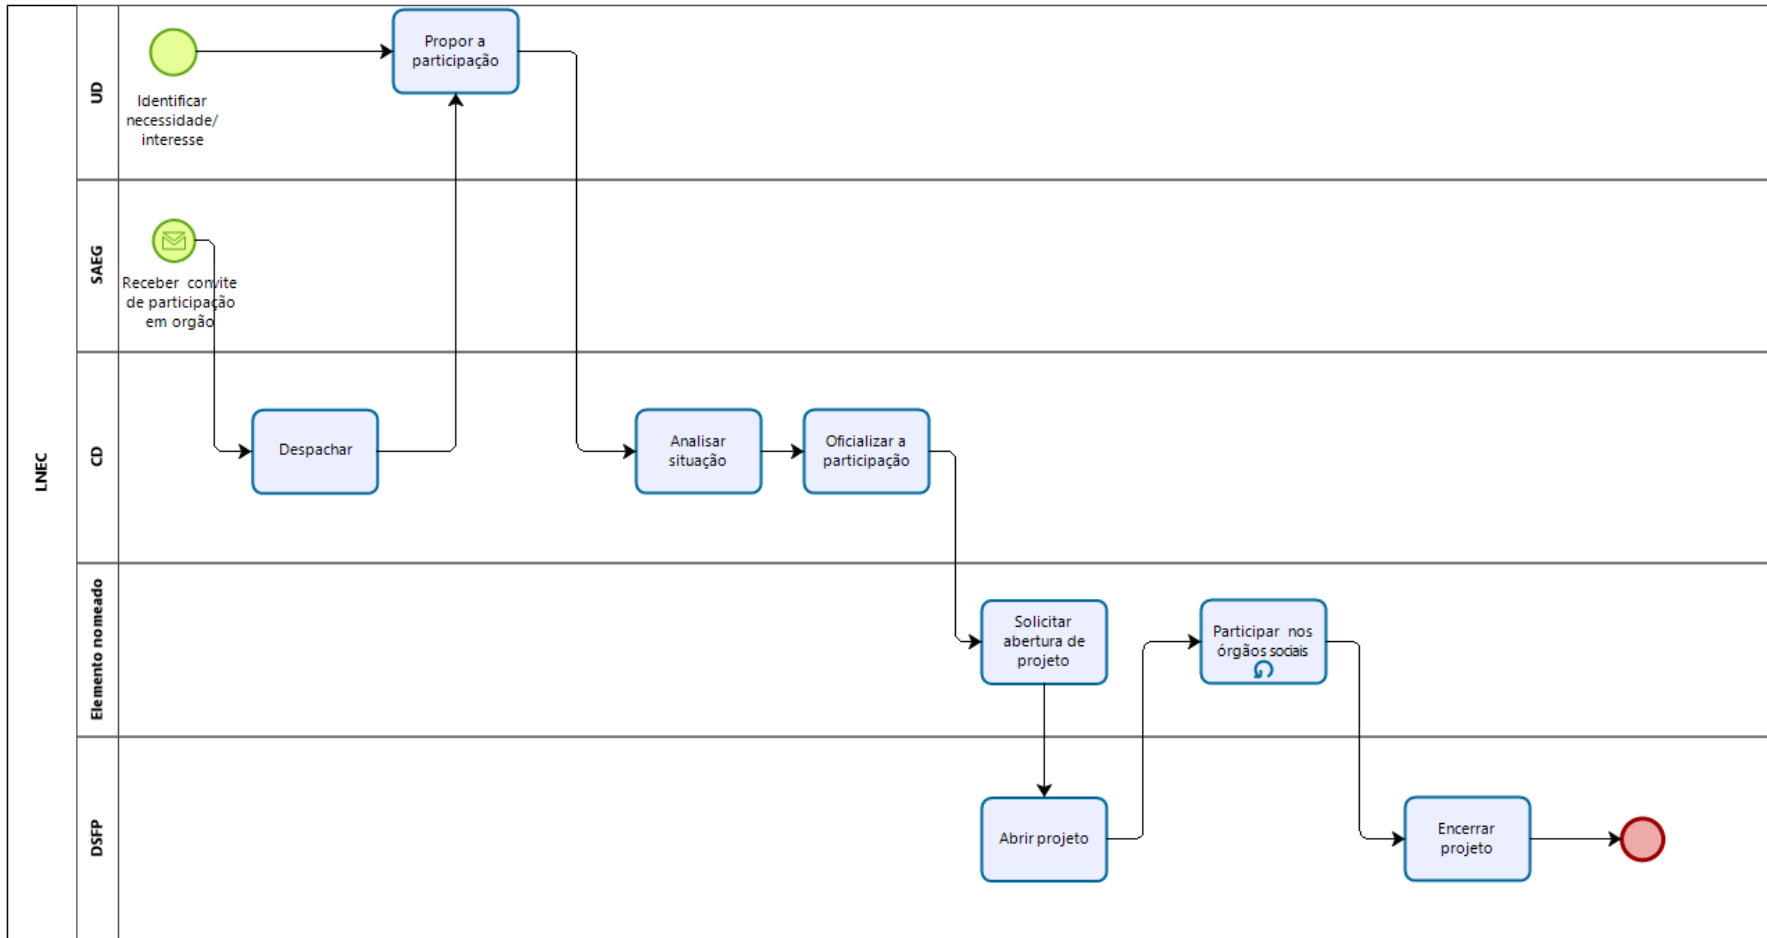 LNEC
UD
Identificar
necessidade/
interesse
Propor a
participação
SAEG
Receber convite
de participação
em orgão
CD
Despachar
Analisar
situação
Oficializar a
participação
Elemento nomeado
Solicitar
abertura de
projeto
Participar nos
órgãos sociais
DSFP
Abrir projeto
Encerrar
projeto